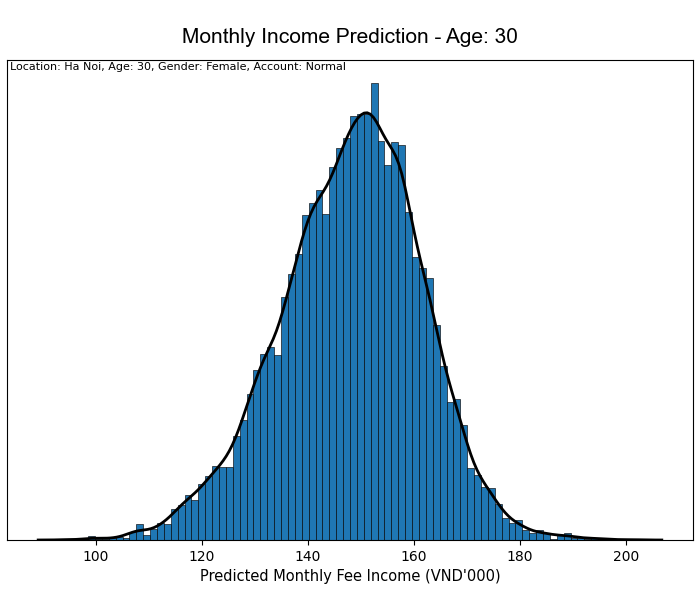 Monthly Income Prediction - Age: 30
Location: Ha Noi, Age: 30, Gender: Female, Account: Normal
100 120 140 160 180 200
Predicted Monthly Fee Income (VND'000)